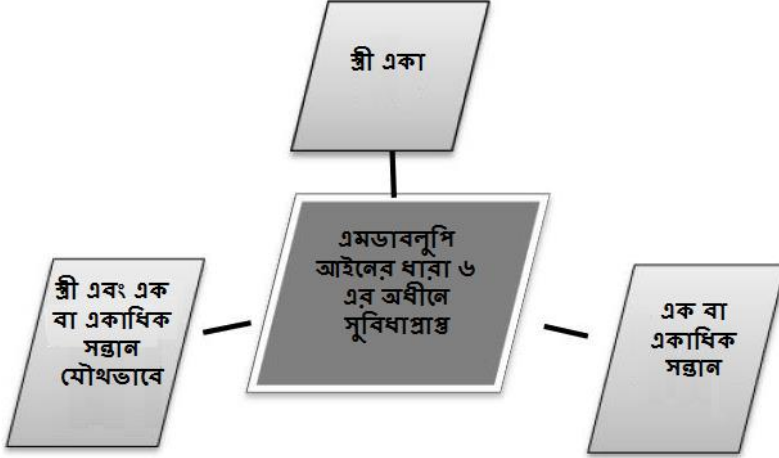 স্ত্রী একা
এমডাবলুপি
আইনের ধারা ৬
এর অধীনে
সুবিধাপ্রাপ্ত
স্ত্রী এবং এক
বা একাধিক
সন্তান
যৌথভাবে
এক বা
একাধিক
সন্তান